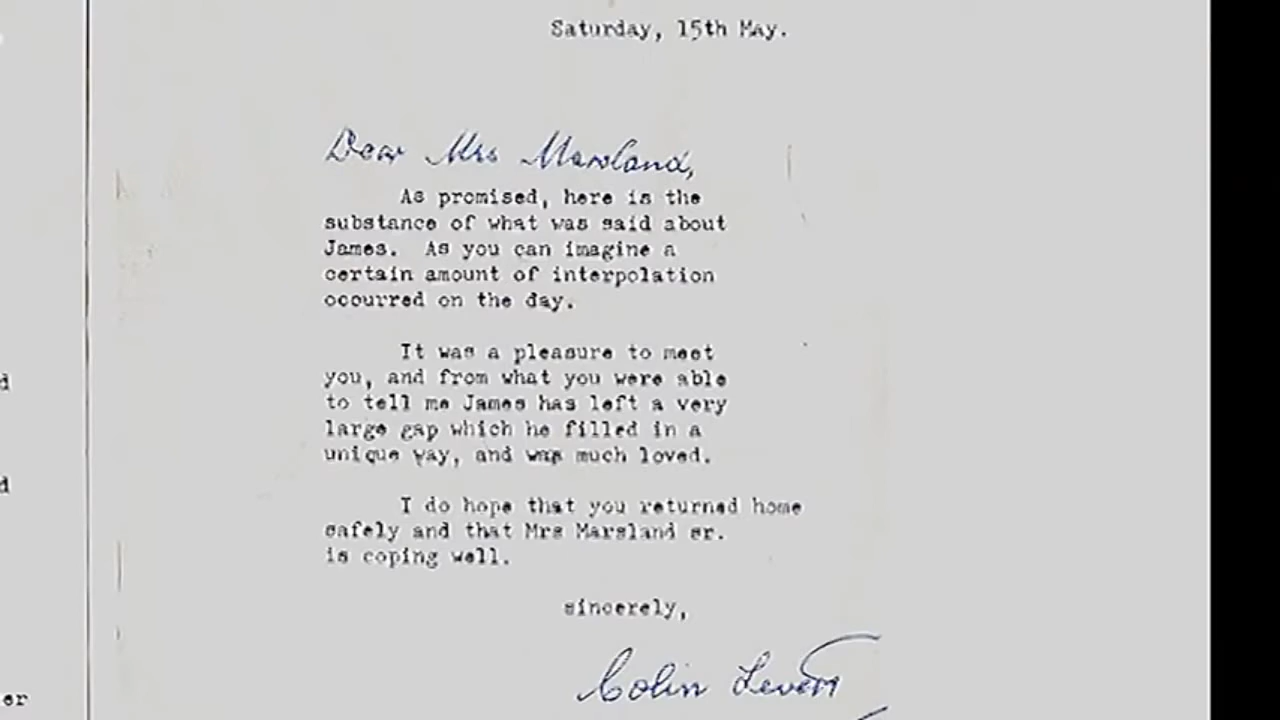 Saturday, 15th May.
Dear Mrs Marsland,
As promised, here is the
substance of what was said about
James. As you can imagine a
certain amount of interpolation
occurred on the day.
It was a pleasure to meet
d
you, and from what you were able
to tell me James has left a very
large gap which he filled in a
unique way, and was much loved.
d
I do hope that you returned home
safely and that Mrs Marsland sr.
is coping well.
sincerely,
Colin
er